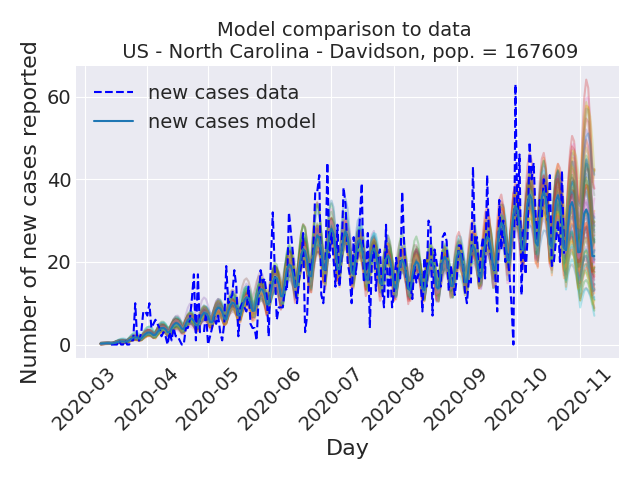 Model comparison to data
US - North Carolina - Davidson, pop. = 167609
Number of new cases reported
60
40
20
0
new cases data
new cases model
2020-03
2020-04
2020-05
2020-06
2020-07
2020-08
2020-09
2020-10
2020-11
Day